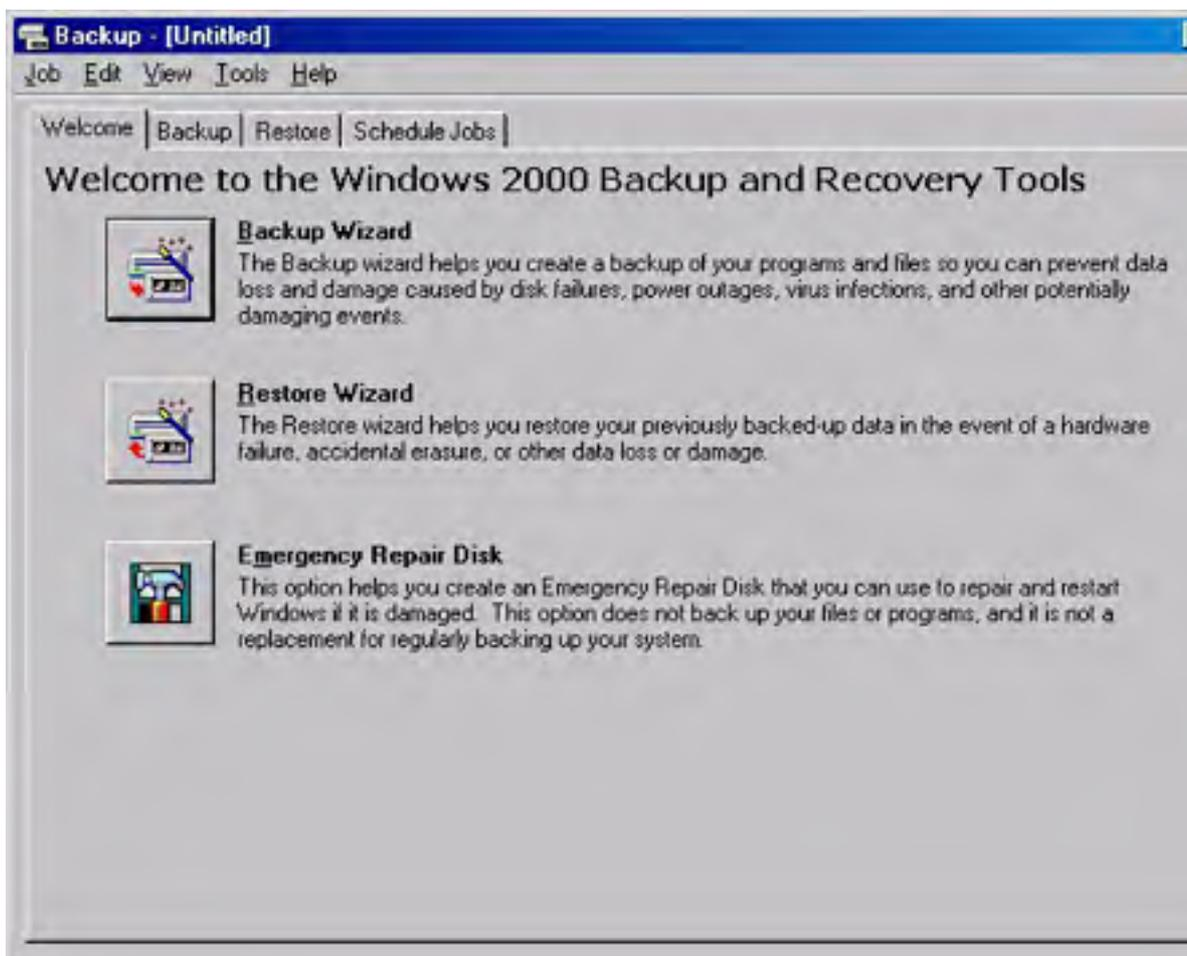 Backup - [Untitled]
Job Edit View Tools Help
Welcome Backup Restore Schedule Jobs
Welcome to the Windows 2000 Backup and Recovery Tools
Backup Wizard
The Backup wizard helps you create a backup of your programs and files so you can prevent data
loss and damage caused by disk failures, power outages, virus infections, and other potentially
damaging events.
Restore Wizard
The Restore wizard helps you restore your previously backed-up data in the event of a hardware
failure, accidental erasure, or other data loss or damage.
Emergency Repair Disk
This option helps you create an Emergency Repair Disk that you can use to repair and restart
Windows if it is damaged. This option does not back up your files or programs, and it is not a
replacement for regularly backing up your system.